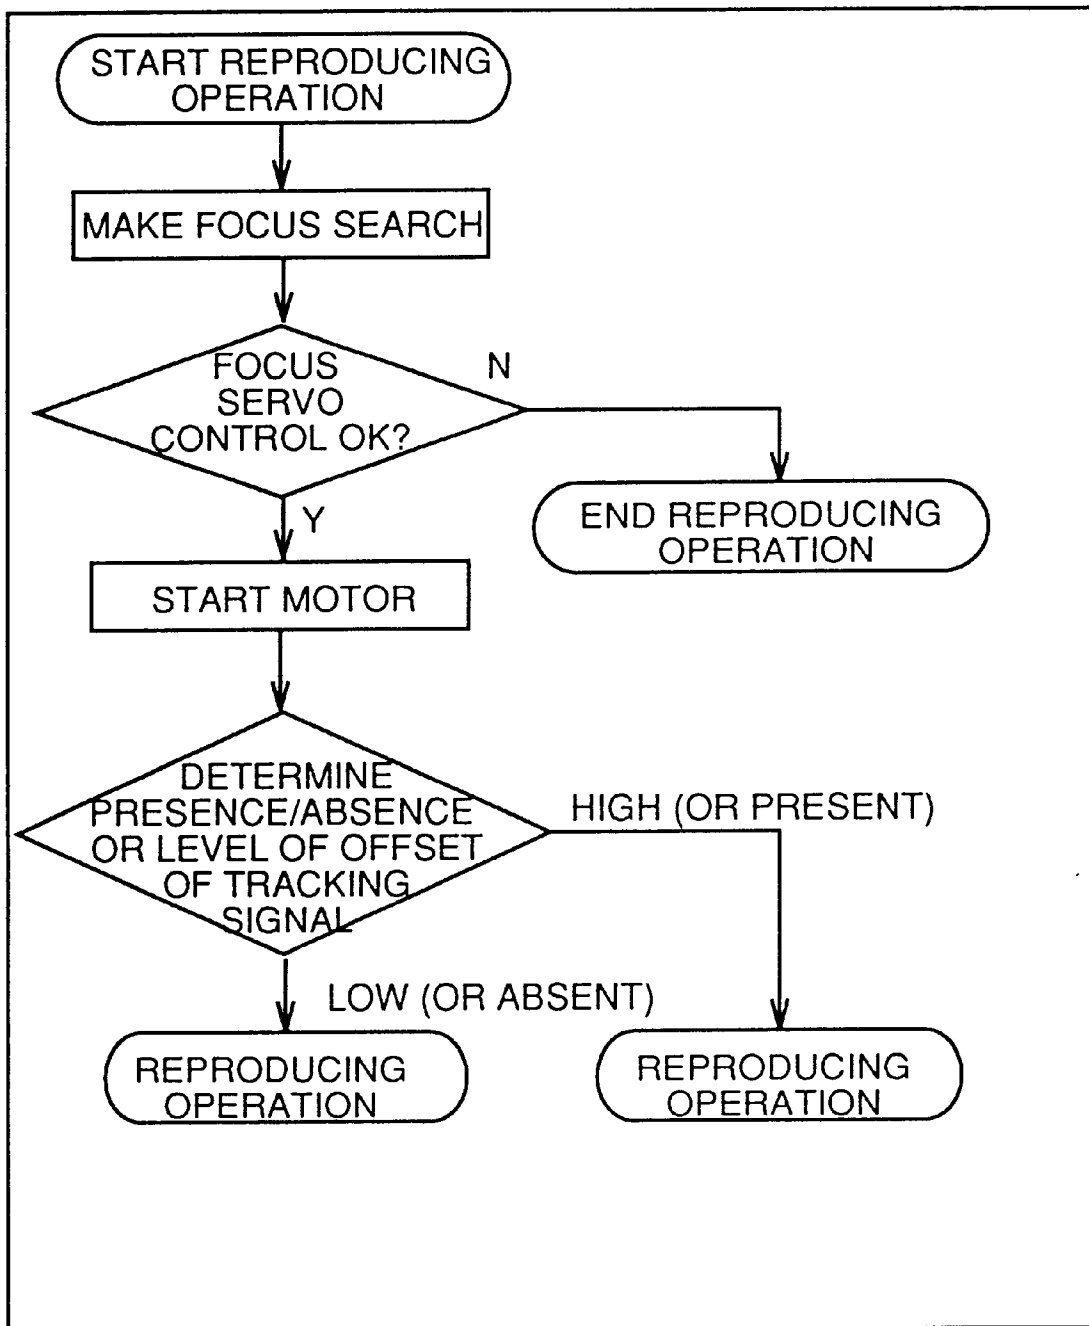 START REPRODUCING
OPERATION
MAKE FOCUS SEARCH
FOCUS
SERVO
CONTROL OK?
N
Y
END REPRODUCING
OPERATION
START MOTOR
DETERMINE
PRESENCE/ABSENCE
OR LEVEL OF OFFSET
OF TRACKING
SIGNAL
HIGH (OR PRESENT)
LOW (OR ABSENT)
REPRODUCING
OPERATION
REPRODUCING
OPERATION